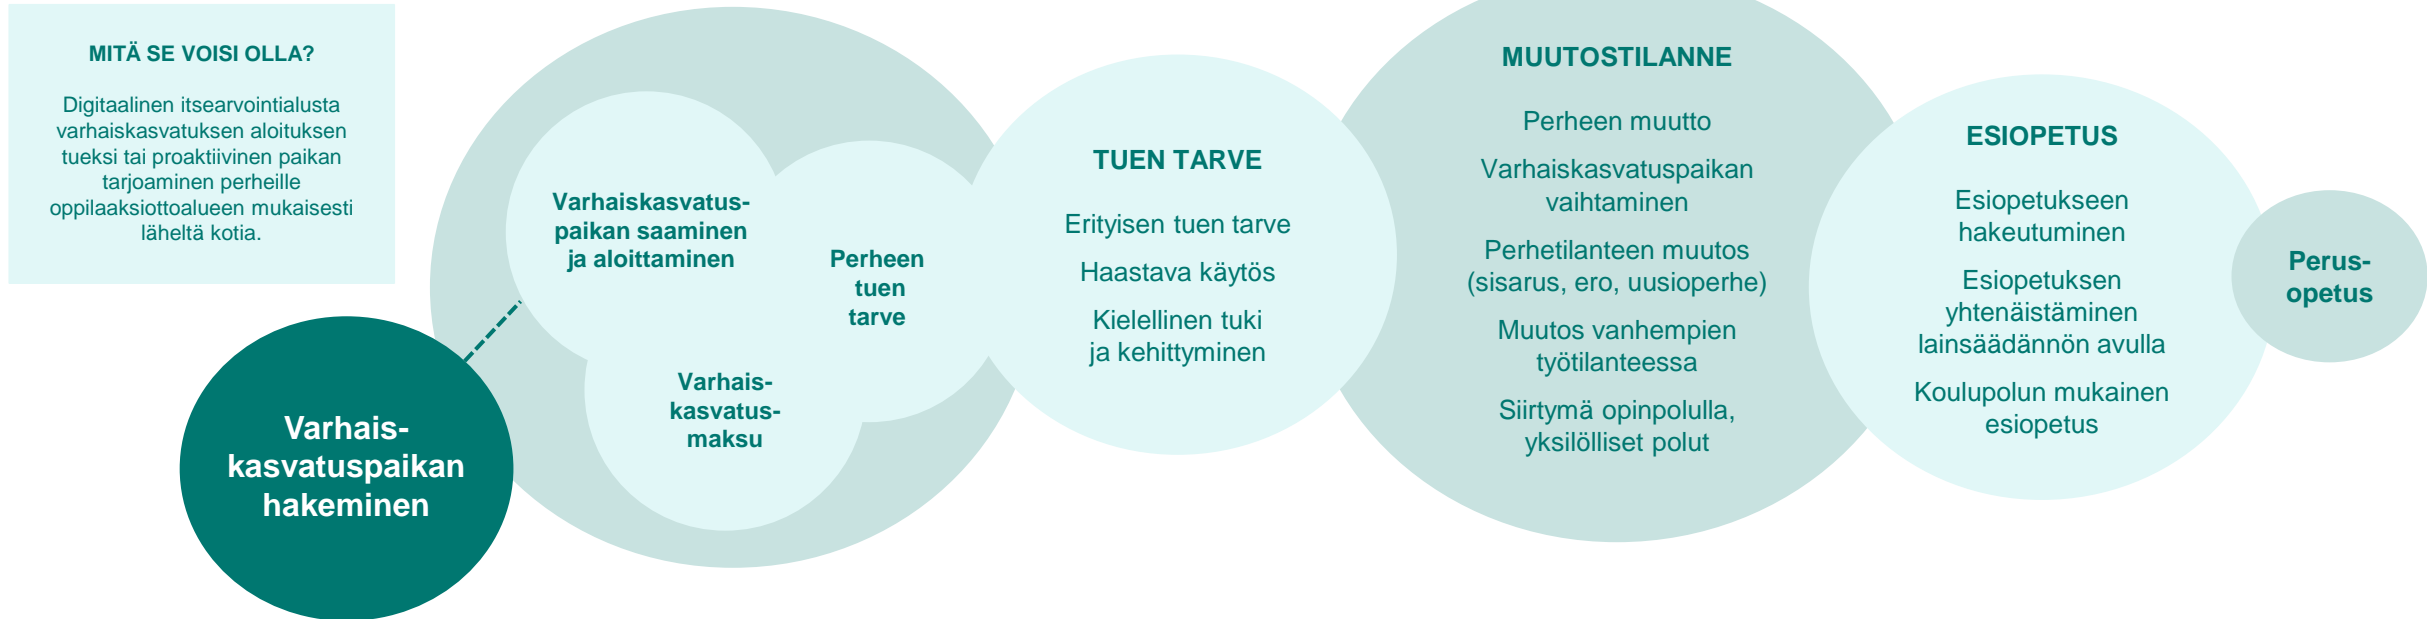 MITÄ SE VOISI OLLA?
Digitaalinen itsearvointialusta
varhaiskasvatuksen aloituksen
tueksi tai proaktiivinen paikan
tarjoaminen perheille
oppilaaksiottoalueen mukaisesti
läheltä kotia.
Varhais-
kasvatuspaikan
hakeminen
Varhaiskasvatus-
paikan saaminen
ja aloittaminen
Perheen
tuen
tarve
Varhais-
kasvatus-
maksu
TUEN TARVE
Erityisen tuen tarve
Haastava käytös
Kielellinen tuki
ja kehittyminen
MUUTOSTILANNE
Perheen muutto
Varhaiskasvatuspaikan
vaihtaminen
Perhetilanteen muutos
(sisarus, ero, uusioperhe)
Muutos vanhempien
työtilanteessa
Siirtymä opinpolulla,
yksilölliset polut
ESIOPETUS
Esiopetukseen
hakeutuminen
Esiopetuksen
yhtenäistäminen
lainsäädännön avulla
Koulupolun mukainen
esiopetus
Perus-
opetus